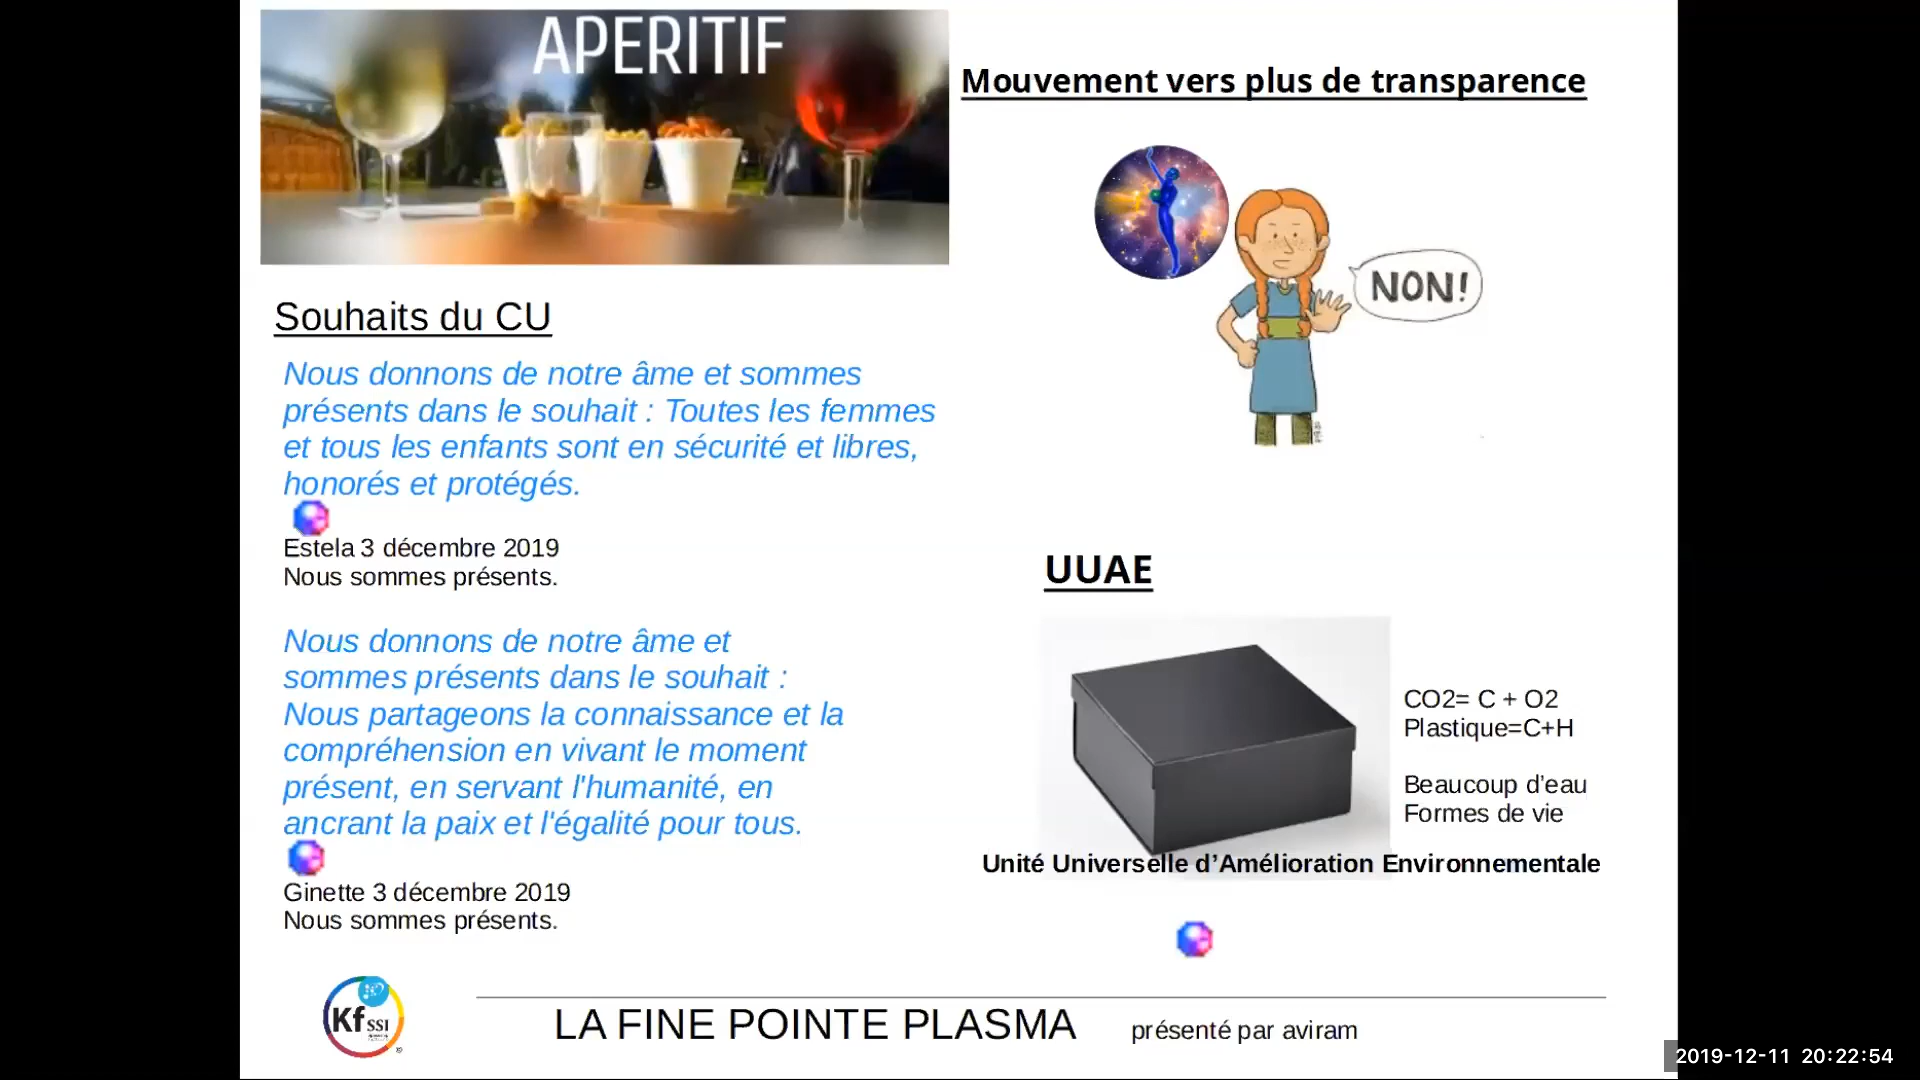 APERITIF
Mouvement vers plus de transparence
NON!
Souhaits du CU
Nous donnons de notre âme et sommes
présents dans le souhait : Toutes les femmes
et tous les enfants sont en sécurité et libres,
honorés et protégés.
Estela 3 décembre 2019
Nous sommes présents.
Nous donnons de notre âme et
sommes présents dans le souhait :
Nous partageons la connaissance et la
compréhension en vivant le moment
présent, en servant l'humanité, en
ancrant la paix et l'égalité pour tous.
Ginette 3 décembre 2019
Nous sommes présents.
UUAE
CO2= C + O2
Plastique=C+H
Beaucoup d’eau
Formes de vie
Unité Universelle d’Amélioration Environnementale
Kf SSI
LA FINE POINTE PLASMA
présenté par aviram
2019-12-11 20:22:54